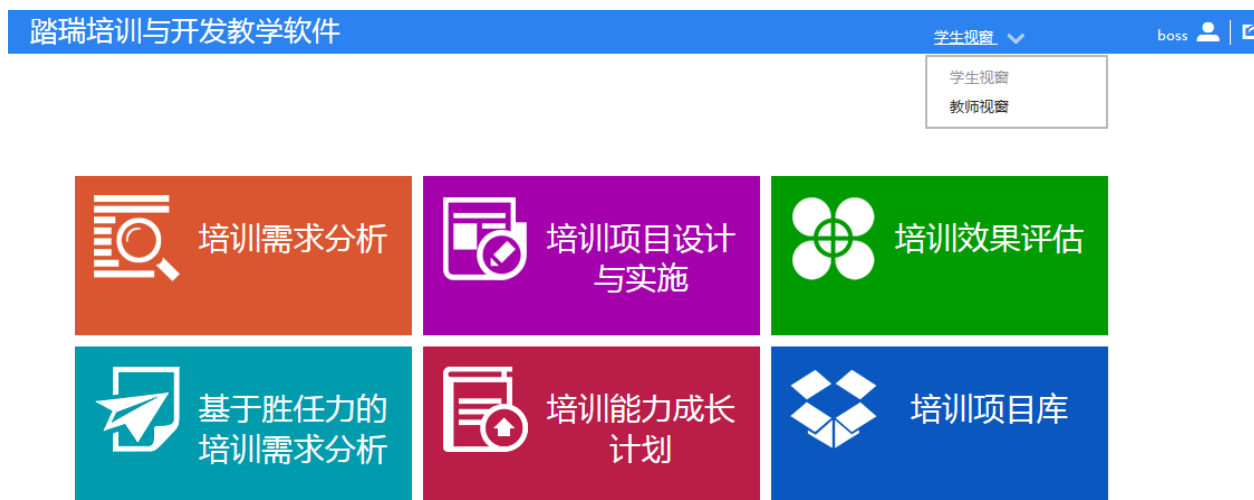 踏瑞培训与开发教学软件
学生视窗
boss
学生视窗
教师视窗
培训需求分析
培训项目设计
与实施
培训效果评估
基于胜任力的
培训需求分析
培训能力成长
计划
培训项目库